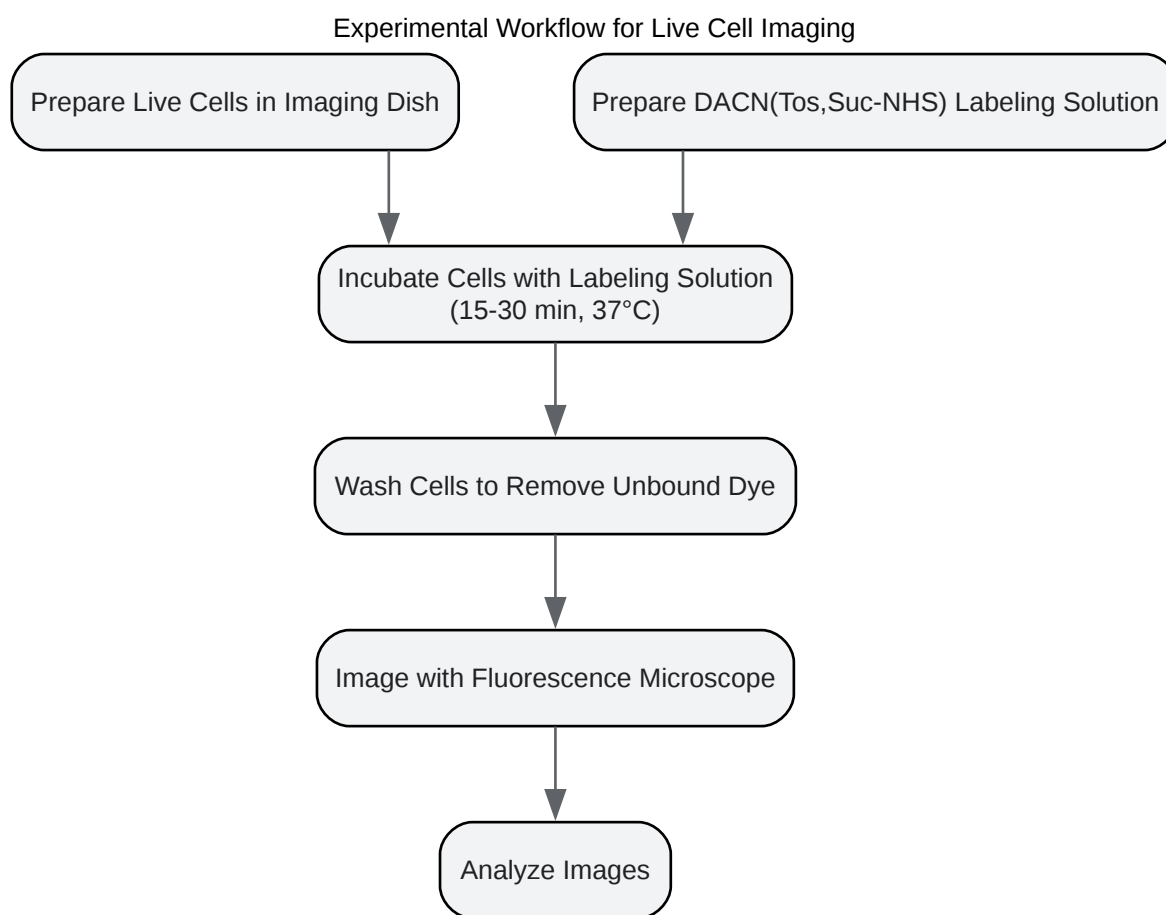 Experimental Workflow for Live Cell Imaging
Prepare Live Cells in Imaging Dish
Prepare DACN(Tos,Suc-NHS) Labeling Solution
Incubate Cells with Labeling Solution
(15-30 min, 37°C)
Wash Cells to Remove Unbound Dye
Image with Fluorescence Microscope
Analyze Images